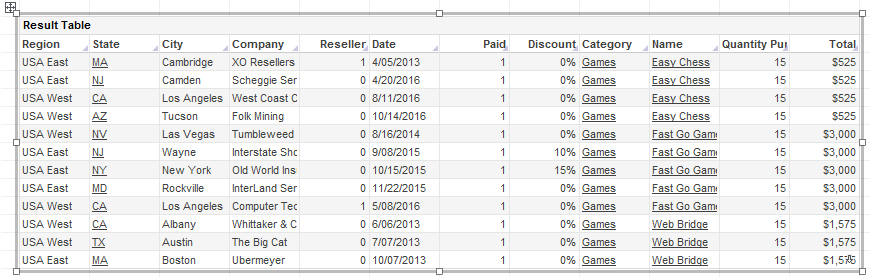 Result Table
Region State City Company Reseller Date Paid Discount Category Name Quantity Pu Total
USA East MA Cambridge XO Resellers 1 4/05/2013 1 0% Games Easy Chess 15 $525
USA East NJ Camden Scheggie Ser 0 4/20/2016 1 0% Games Easy Chess 15 $525
USA West CA Los Angeles West Coast C 0 8/11/2016 1 0% Games Easy Chess 15 $525
USA West AZ Tucson Folk Mining 0 10/14/2016 1 0% Games Easy Chess 15 $525
USA West NV Las Vegas Tumbleweed 0 8/16/2014 1 0% Games Fast Go Gam 15 $3,000
USA East NJ Wayne Interstate Sho 0 9/08/2015 1 10% Games Fast Go Gam 15 $3,000
USA East NY New York Old World Ins 0 10/15/2015 1 15% Games Fast Go Gam 15 $3,000
USA East MD Rockville InterLand Ser 0 11/22/2015 1 0% Games Fast Go Gam 15 $3,000
USA East CA Los Angeles Computer Tec 1 5/08/2016 1 0% Games Fast Go Gam 15 $3,000
USA West CA Albany Whittaker & C 0 6/06/2013 1 0% Games Web Bridge 15 $1,575
USA West TX Austin The Big Cat 0 7/07/2013 1 0% Games Web Bridge 15 $1,575
USA East MA Boston Ubermeyer 0 10/07/2013 1 0% Games Web Bridge 15 $1,575